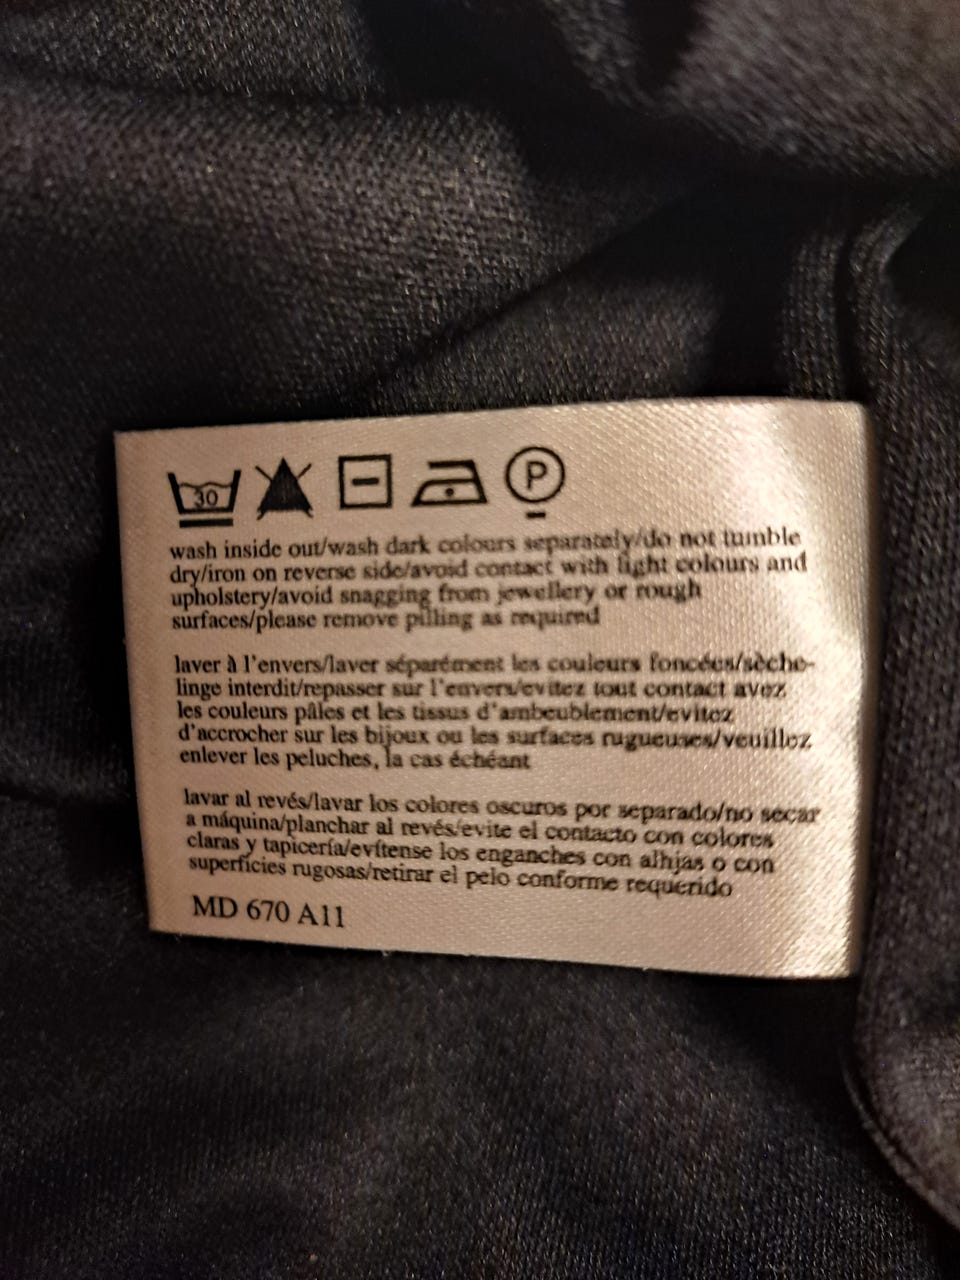 30 P
wash inside out/wash dark colours separately/do not tumble
dry/iron on reverse side/avoid contact with light colours and
upholstery/avoid snagging from jewellery or rough
surfaces/please remove pilling as required
laver à l'envers/laver séparément les couleurs foncées/sèche-
linge interdit/repasser sur l'envers/evitez tout contact avez
les couleurs pâles et les tissus d'ambeublement/evitez
d'accrocher sur les bijoux ou les surfaces rugueuses/veuillez
enlever les peluches, la cas échéant
lavar al revés/lavar los colores oscuros por separado/no secar
a máquina/planchar al revés/evite el contacto con colores
claras y tapicería/evítense los enganches con alhjas o con
superficies rugosas/retirar el pelo conforme requerido
MD 670 A11